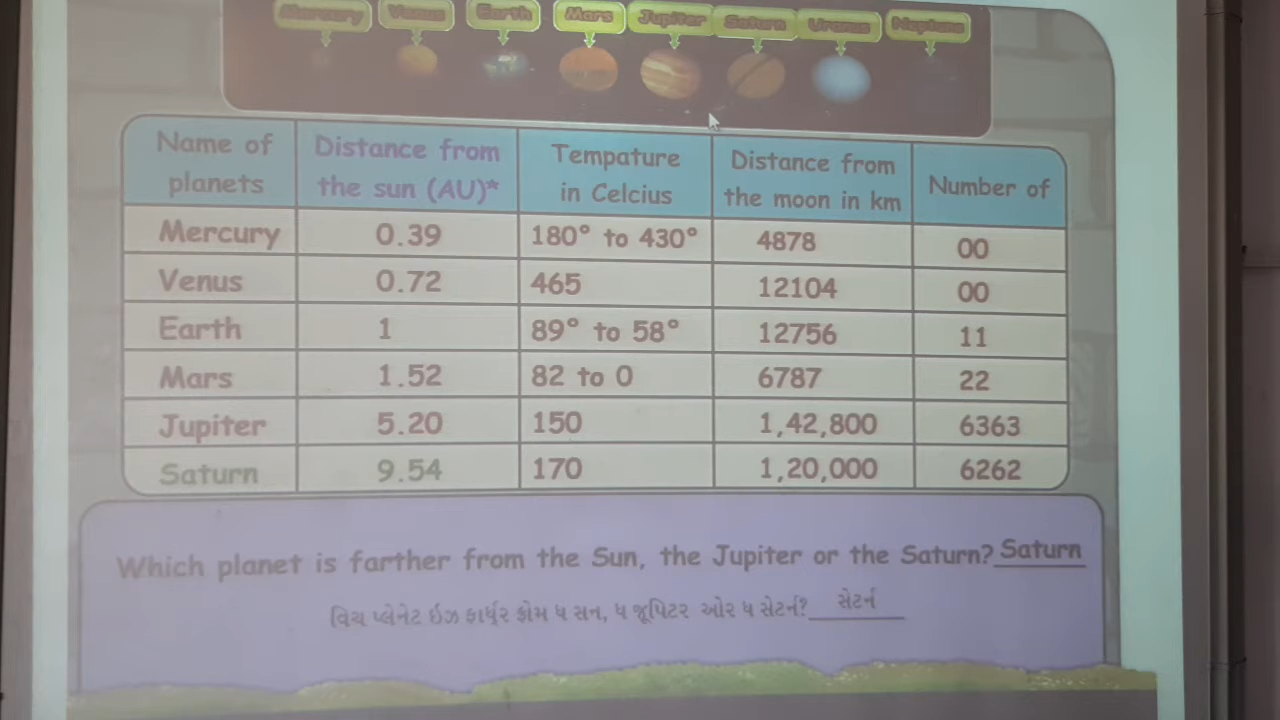 Mercury Venus Earth Mars Jupiter Saturn Uranus Neptune
Name of planets Distance from the sun (AU)* Tempature in Celcius Distance from the moon in km Number of
Mercury 0.39 180° to 430° 4878 00
Venus 0.72 465 12104 00
Earth 1 89° to 58° 12756 11
Mars 1.52 82 to 0 6787 22
Jupiter 5.20 150 1,42,800 6363
Saturn 9.54 170 1,20,000 6262
Which planet is farther from the Sun, the Jupiter or the Saturn? Saturn
વિચ પ્લેનેટ ઇઝ ફાર્ધર ફ્રોમ ધ સન, ધ જૂપિટર ઓર ધ સેટર્ન? સેટર્ન